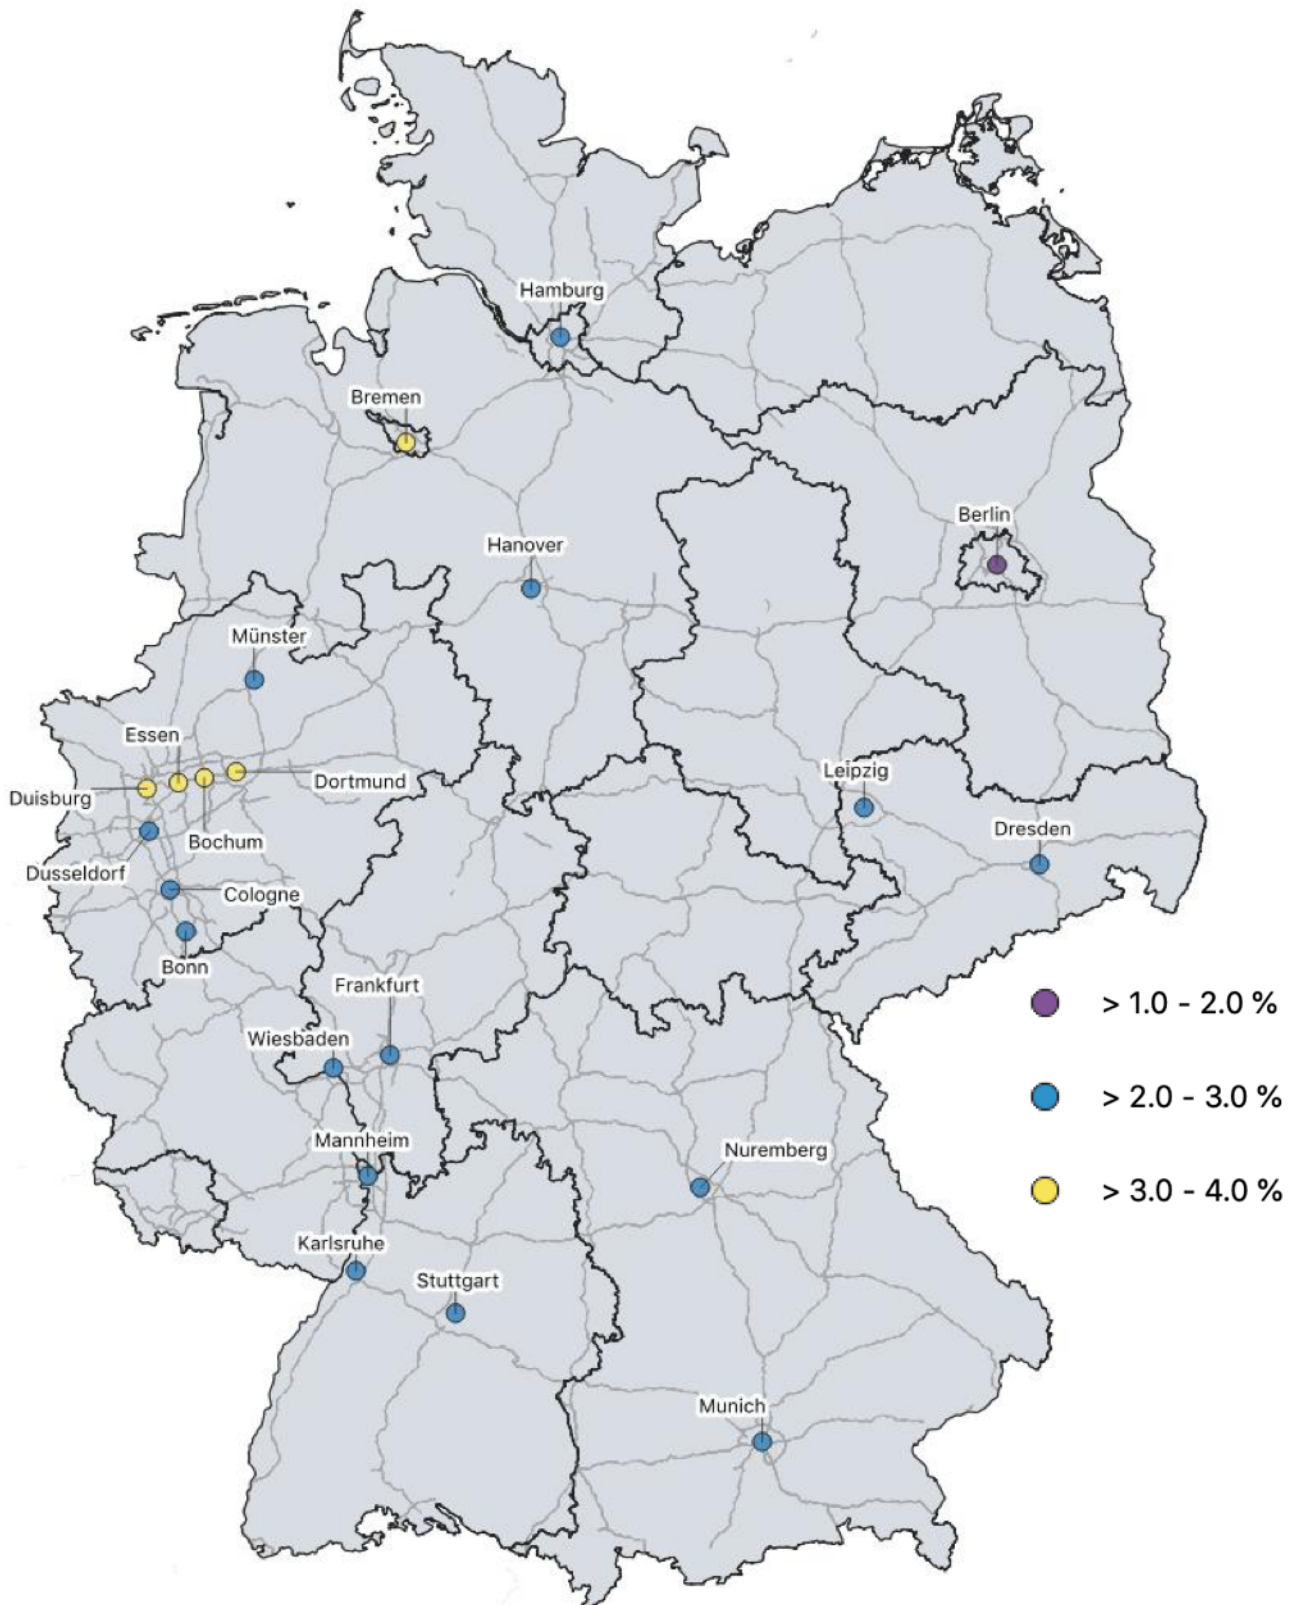 Hamburg
Bremen
Berlin
Hanover
Münster
Essen
Leipzig
Dortmund
Duisburg
Dresden
Bochum
Dusseldorf
Cologne
Bonn
Frankfurt
> 1.0 - 2.0 %
Wiesbaden
> 2.0 - 3.0 %
Mannheim
Nuremberg
> 3.0 - 4.0 %
Karlsruhe
Stuttgart
Munich